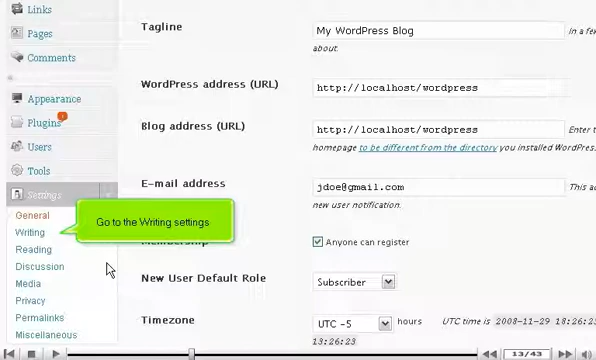 Links
Pages
Comments
Appearance
Plugins
Users
Tools
Settings
General
Writing
Reading
Discussion
Media
Privacy
Permalinks
Miscellaneous
Go to the Writing settings
Tagline
My WordPress Blog
In a few
about.
WordPress address (URL)
http://localhost/wordpress
Blog address (URL)
http://localhost/wordpress
Enter t
homepage to be different from the directory you installed WordPress
E-mail address
jdoe@gmail.com
This ad
new user notification.
Membership
Anyone can register
New User Default Role
Subscriber
Timezone
UTC -5
hours
UTC time is 2008-11-29 18:26:23
13:26:23
13/43